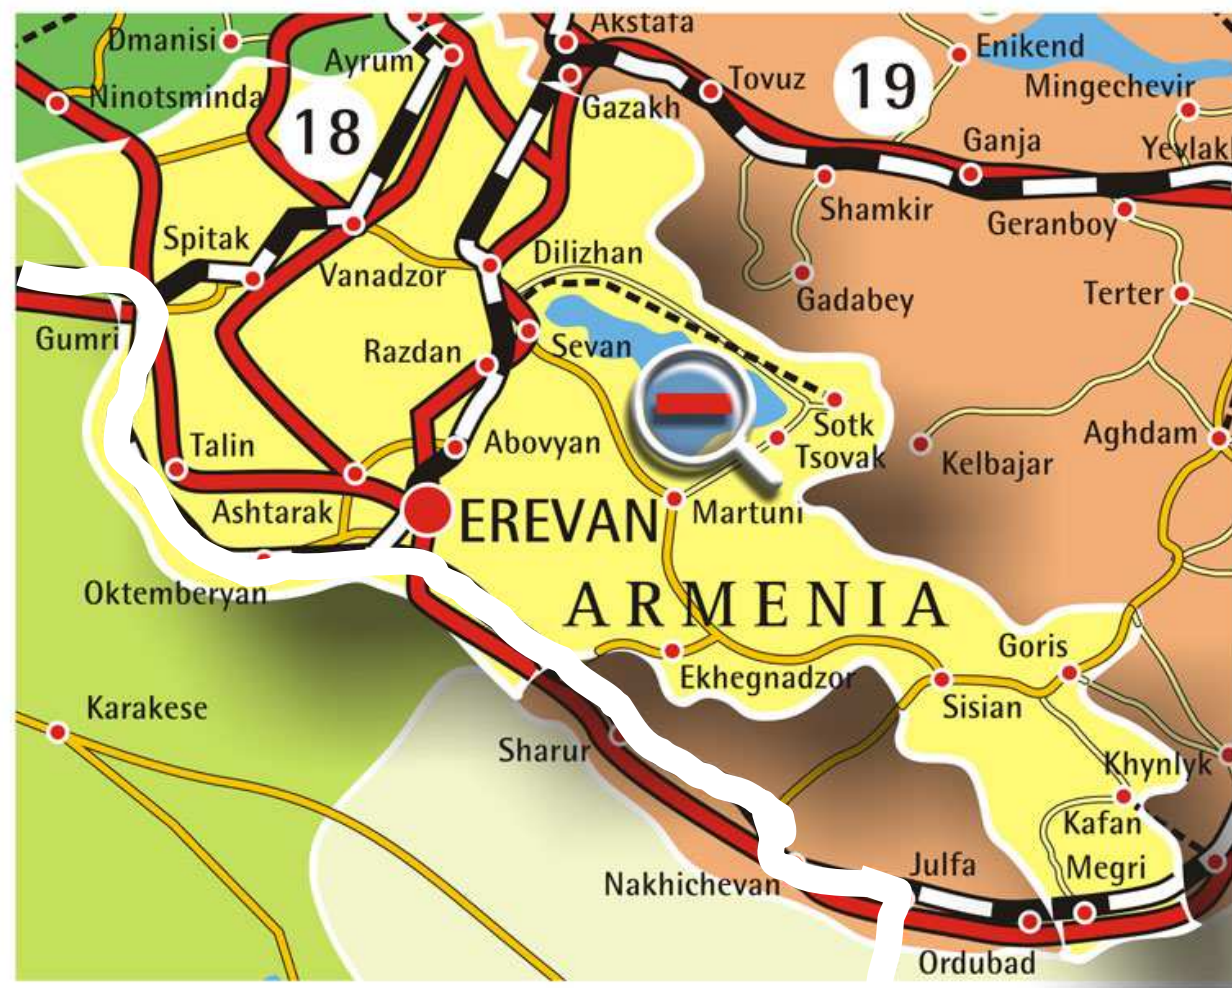 Akstafa
Dmanisi
Enikend
Ayrum
Tovuz
19
Mingechevir
Ninotsminda
18
Gazakh
Ganja
Yevlak
Shamkir
Geranboy
Spitak
Dilizhan
Vanadzor
Gadabey
Terter
Gumri
Razdan
Sevan
Sotk
Aghdam
Talin
Abovyan
Tsovak
Kelbajar
Ashtarak
EREVAN
Martuni
Oktemberyan
ARMENIA
Goris
Ekhegnadzor
Karakese
Sisian
Sharur
Khynlyk
Kafan
Julfa
Megri
Nakhichevan
Ordubad